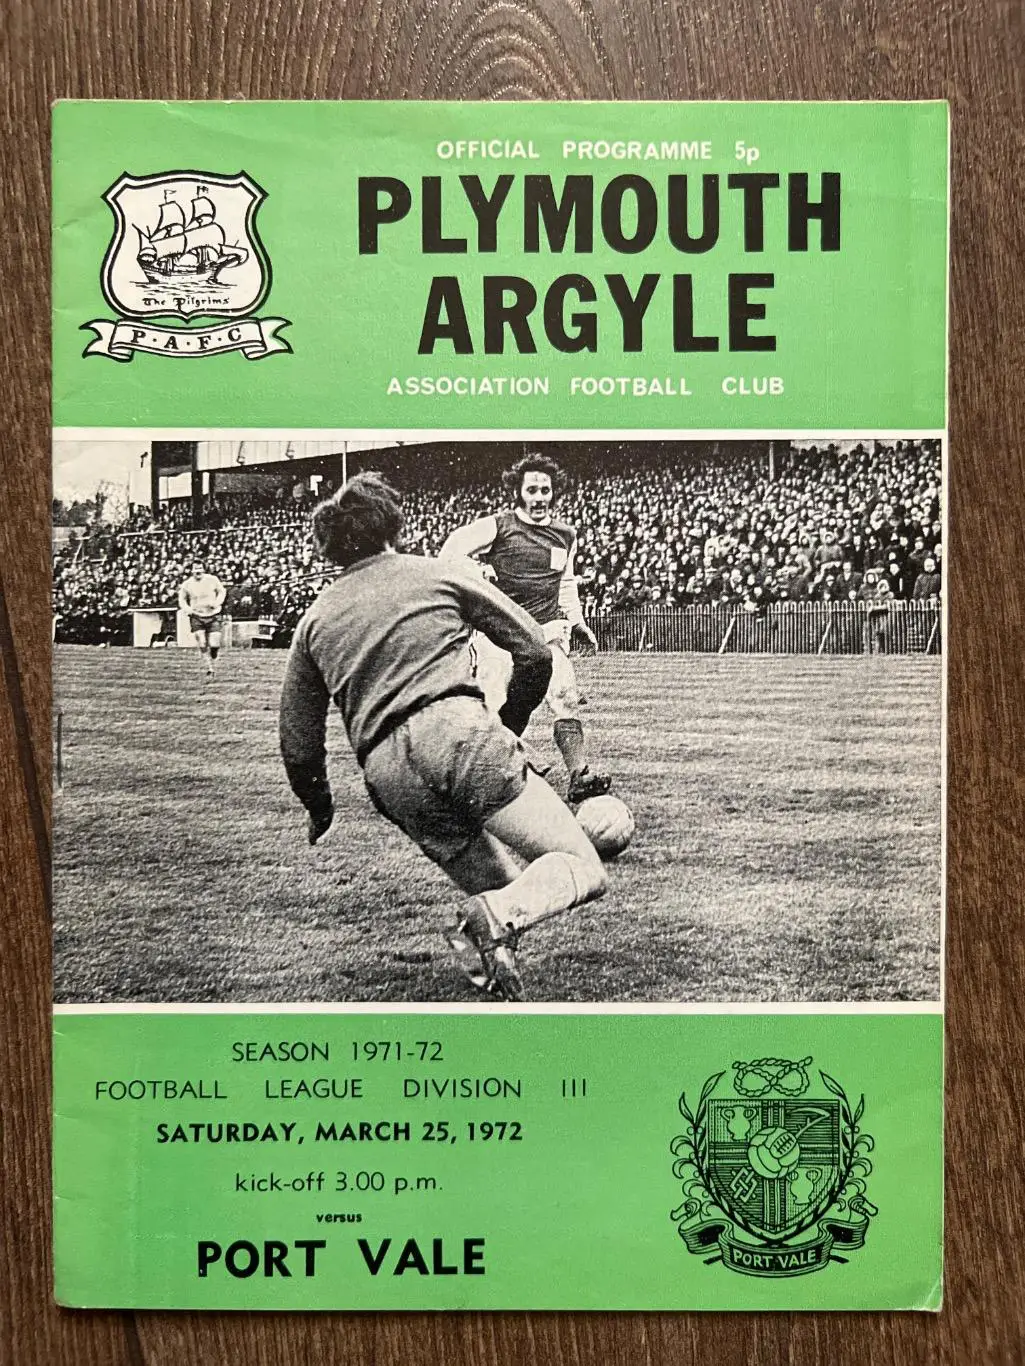 OFFICIAL PROGRAMME 5p
PLYMOUTH
ARGYLE
ASSOCIATION FOOTBALL CLUB
The Pilgrims
P·A·F·C
SEASON 1971-72
FOOTBALL LEAGUE DIVISION III
SATURDAY, MARCH 25, 1972
kick-off 3.00 p.m.
versus
PORT VALE
PORT VALE